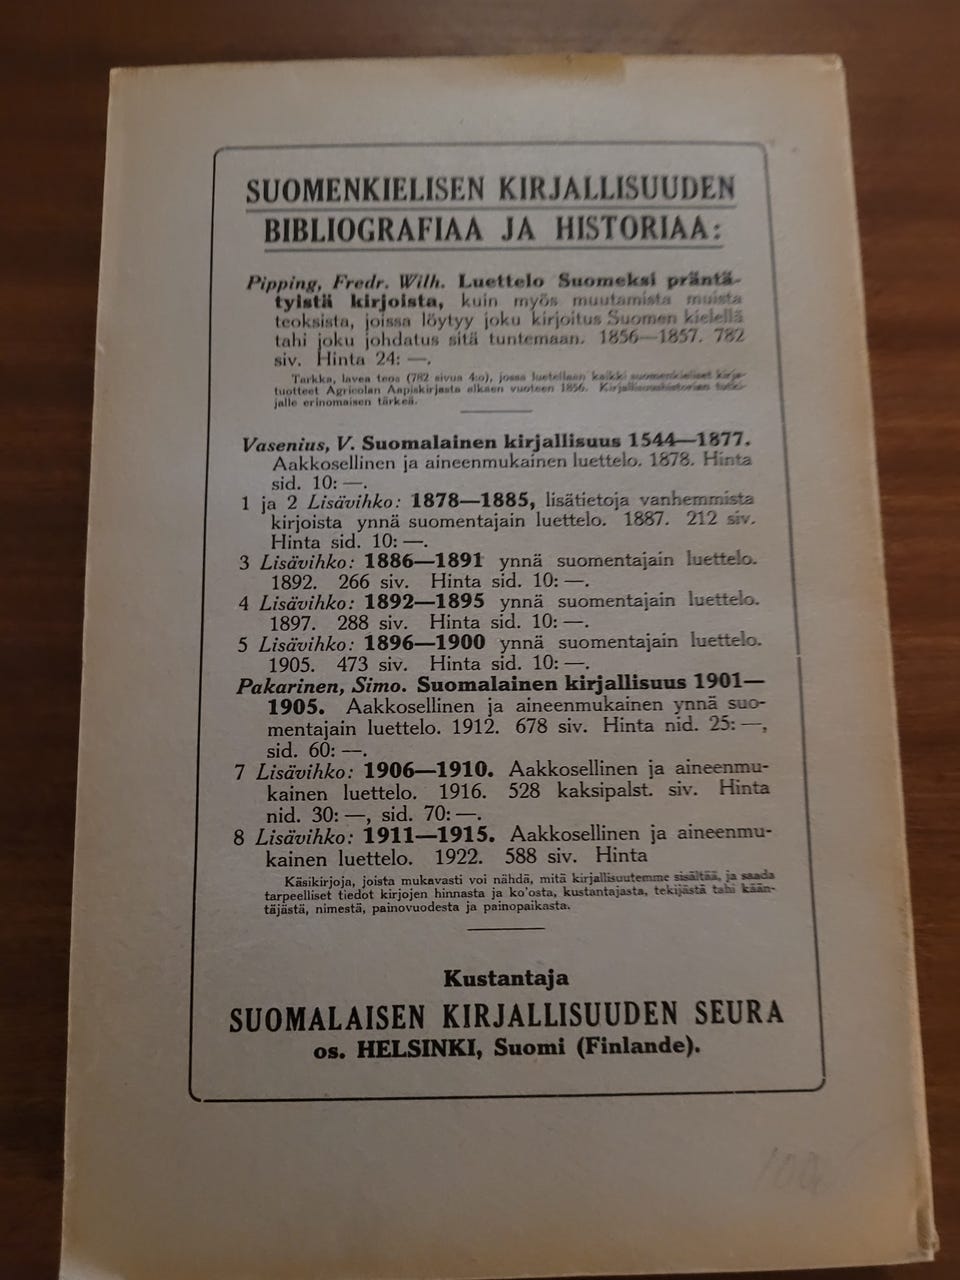 SUOMENKIELISEN KIRJALLISUUDEN
BIBLIOGRAFIAA JA HISTORIAA:
Pipping, Fredr. Wilh. Luettelo Suomeksi präntä-
tyistä kirjoista, kuin myös muutamista muista
teoksista, joissa löytyy joku kirjoitus Suomen kielellä
tahi joku johdatus sitä tuntemaan. 1856—1857. 782
siv. Hinta 24: —.
Tarkka, lavea teos (782 sivua 4:o), jossa luetellaan kaikki suomenkieliset kirja-
tuotteet Agricolan Aapiskirjasta alkaen vuoteen 1856. Kirjallisuushistorian tutki-
jalle erinomaisen tärkeä.
Vasenius, V. Suomalainen kirjallisuus 1544—1877.
Aakkosellinen ja aineenmukainen luettelo. 1878. Hinta
sid. 10: —.
1 ja 2 Lisävihko: 1878—1885, lisätietoja vanhemmista
kirjoista ynnä suomentajain luettelo. 1887. 212 siv.
Hinta sid. 10: —.
3 Lisävihko: 1886—1891 ynnä suomentajain luettelo.
1892. 266 siv. Hinta sid. 10: —.
4 Lisävihko: 1892—1895 ynnä suomentajain luettelo.
1897. 288 siv. Hinta sid. 10: —.
5 Lisävihko: 1896—1900 ynnä suomentajain luettelo.
1905. 473 siv. Hinta sid. 10: —.
Pakarinen, Simo. Suomalainen kirjallisuus 1901—
1905. Aakkosellinen ja aineenmukainen ynnä suo-
mentajain luettelo. 1912. 678 siv. Hinta nid. 25: —,
sid. 60: —.
7 Lisävihko: 1906—1910. Aakkosellinen ja aineenmu-
kainen luettelo. 1916. 528 kaksipalst. siv. Hinta
nid. 30: —, sid. 70: —.
8 Lisävihko: 1911—1915. Aakkosellinen ja aineenmu-
kainen luettelo. 1922. 588 siv. Hinta
Käsikirjoja, joista mukavasti voi nähdä, mitä kirjallisuutemme sisältää, ja saada
tarpeelliset tiedot kirjojen hinnasta ja ko'osta, kustantajasta, tekijästä tahi kään-
täjästä, nimestä, painovuodesta ja painopaikasta.
Kustantaja
SUOMALAISEN KIRJALLISUUDEN SEURA
os. HELSINKI, Suomi (Finlande).